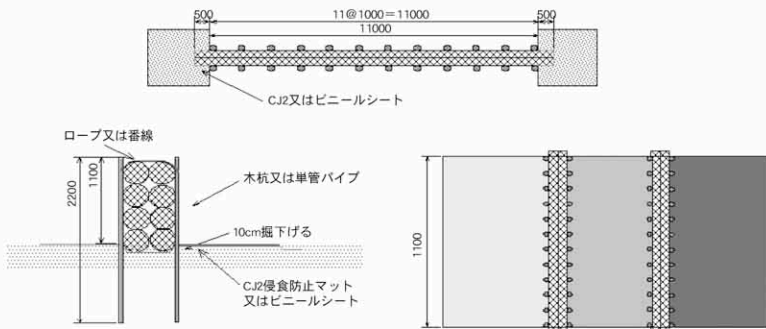 500
11@1000＝11000
500
11000
CJ2又はビニールシート
ロープ又は番線
2200
1100
木杭又は単管パイプ
10cm掘下げる
CJ2侵食防止マット
又はビニールシート
1100